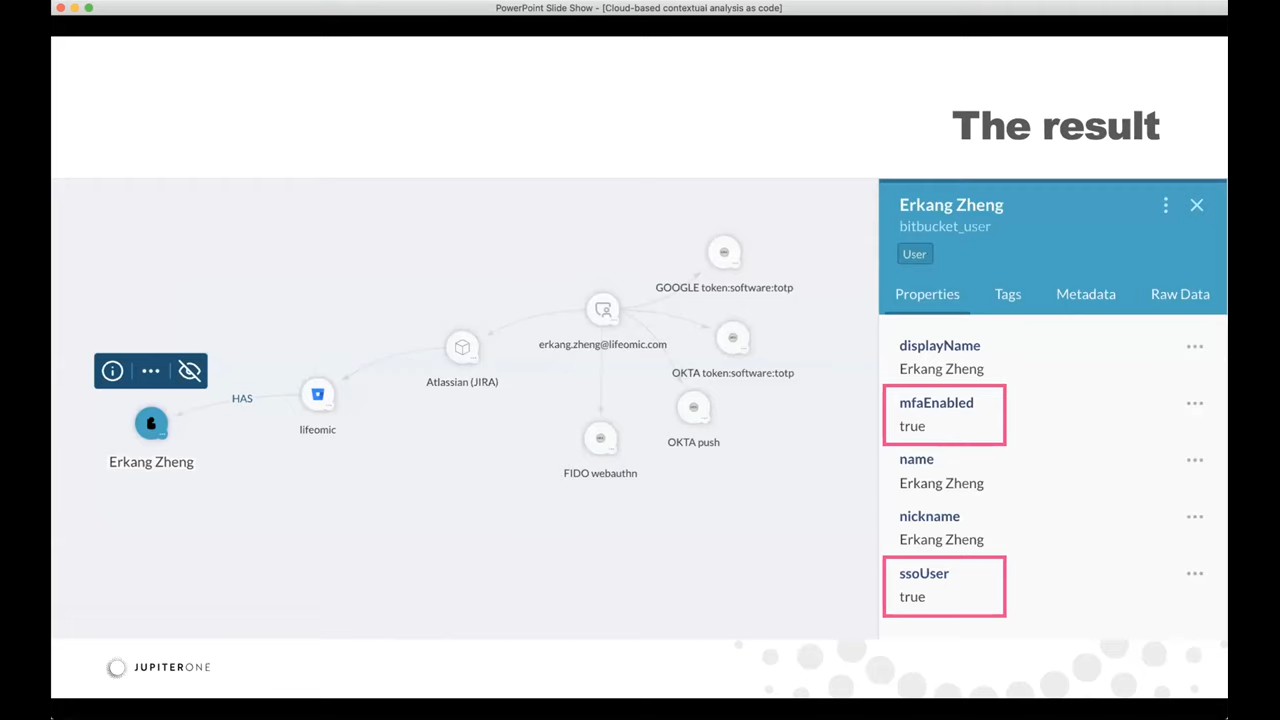 PowerPoint Slide Show - [Cloud-based contextual analysis as code]
The result
GOOGLE token:software:totp
erkang.zheng@lifeomic.com
OKTA token:software:totp
Atlassian (JIRA)
HAS
lifeomic
OKTA push
Erkang Zheng
FIDO webauthn
Erkang Zheng
bitbucket_user
User
Properties Tags Metadata Raw Data
displayName
Erkang Zheng
mfaEnabled
true
name
Erkang Zheng
nickname
Erkang Zheng
ssoUser
true
JUPITERONE